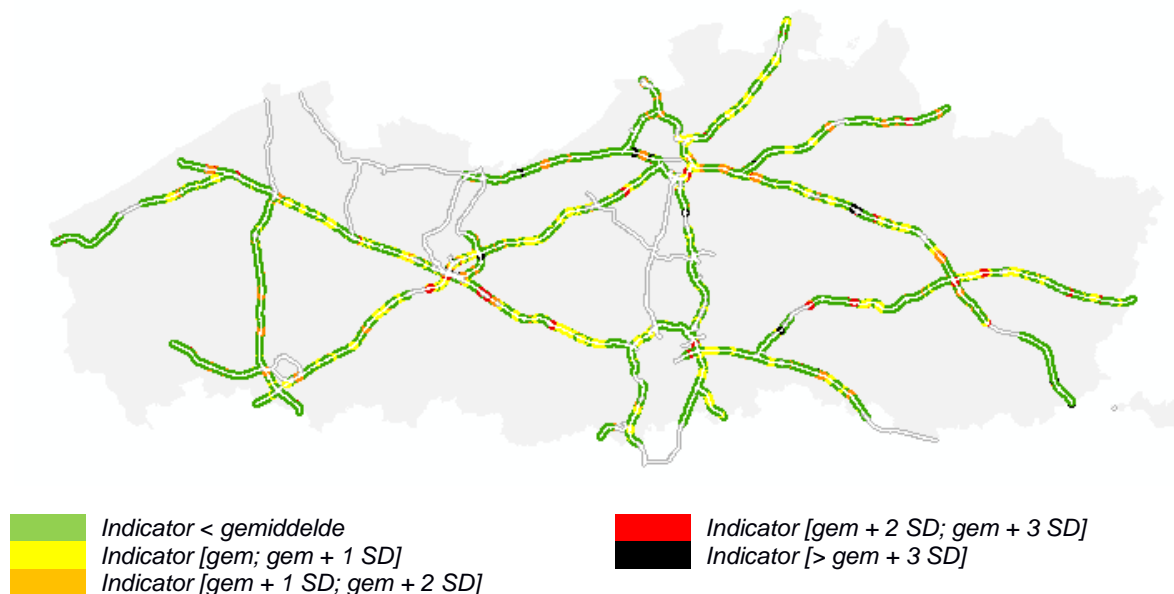 Indicator < gemiddelde
Indicator [gem; gem + 1 SD]
Indicator [gem + 1 SD; gem + 2 SD]
Indicator [gem + 2 SD; gem + 3 SD]
Indicator [> gem + 3 SD]